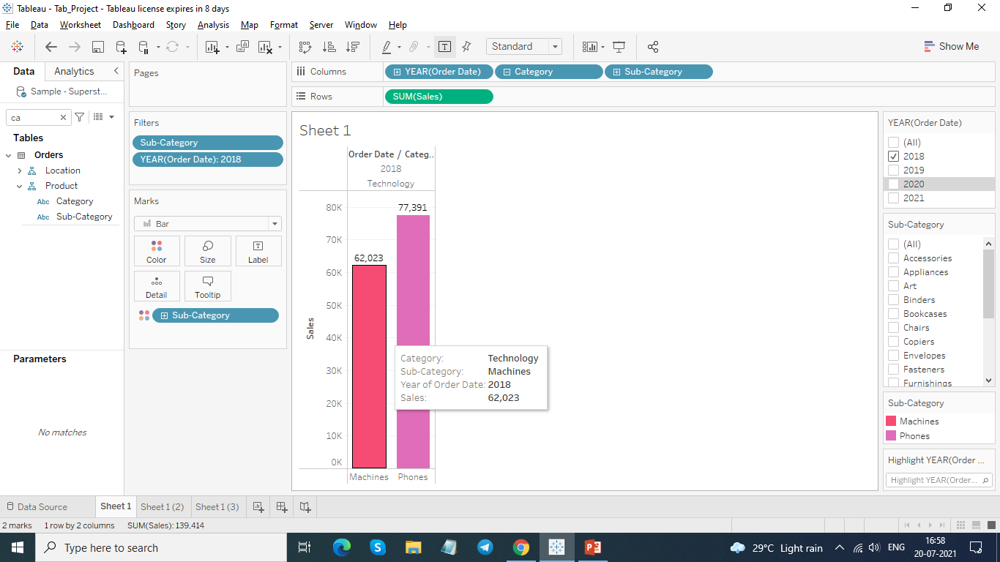 Tableau - Tab_Project - Tableau license expires in 8 days
File Data Worksheet Dashboard Story Analysis Map Format Server Window Help
Standard
Show Me
Data Analytics
Sample - Superst...
ca
Tables
Orders
Location
Product
Abc Category
Abc Sub-Category
Parameters
No matches
Pages
Filters
Sub-Category
YEAR(Order Date): 2018
Marks
Bar
Color Size Label
Detail Tooltip
Sub-Category
Columns YEAR(Order Date) Category Sub-Category
Rows SUM(Sales)
Sheet 1
Order Date / Categ..
2018
Technology
80K
70K
60K
50K
40K
30K
20K
10K
0K
Sales
62,023
77,391
Machines Phones
Category: Technology
Sub-Category: Machines
Year of Order Date: 2018
Sales: 62,023
YEAR(Order Date)
(All)
2018
2019
2020
2021
Sub-Category
(All)
Accessories
Appliances
Art
Binders
Bookcases
Chairs
Copiers
Envelopes
Fasteners
Furnishings
Sub-Category
Machines
Phones
Highlight YEAR(Order ...
Highlight YEAR(Order...
Data Source Sheet 1 Sheet 1 (2) Sheet 1 (3)
2 marks 1 row by 2 columns SUM(Sales): 139,414
Type here to search
29°C Light rain
ENG
16:58
20-07-2021